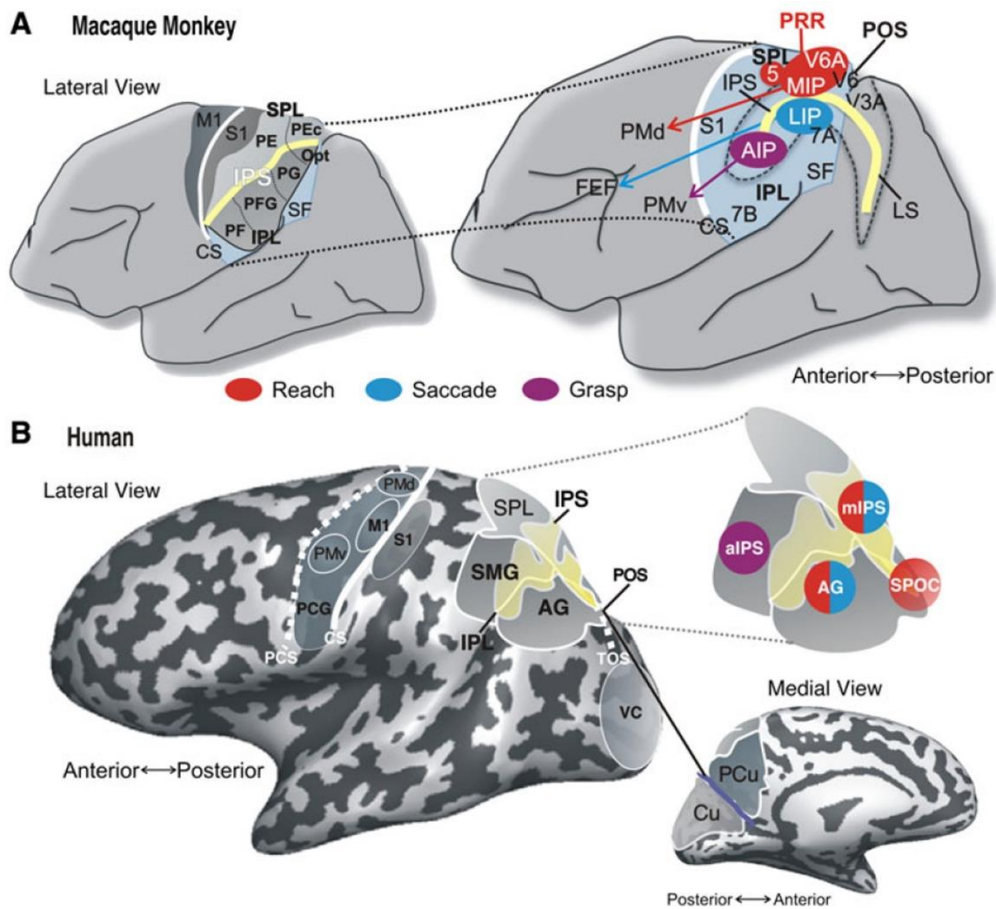 A Macaque Monkey
Lateral View
M1
S1
SPL
PE
PEc
Opt
IPS
PG
PFG
SF
PF
IPL
CS
PRR
POS
SPL
5
V6A
MIP
V6
V3A
IPS
S1
PMd
LIP
7A
AIP
SF
FEF
PMv
IPL
7B
CS
LS
Reach
Saccade
Grasp
Anterior↔Posterior
B Human
Lateral View
PMd
M1
S1
PMv
PCG
CS
PCS
SPL
IPS
SMG
AG
IPL
POS
TOS
VC
mIPS
aIPS
AG
SPOC
Anterior↔Posterior
Medial View
PCu
Cu
Posterior↔Anterior